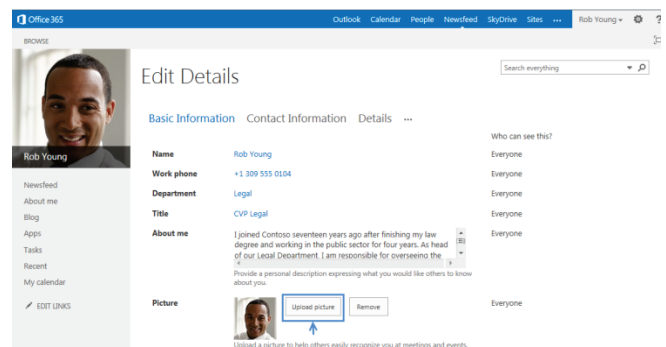 Office 365
Outlook Calendar People Newsfeed SkyDrive Sites ••• Rob Young ?
BROWSE
Edit Details
Search everything
Basic Information Contact Information Details •••
Who can see this?
Rob Young
Name Rob Young Everyone
Work phone +1 309 555 0104 Everyone
Newsfeed
Department Legal Everyone
About me
Blog
Title CVP Legal Everyone
Apps
About me I joined Contoso seventeen years ago after finishing my law Everyone
Tasks
degree and working in the public sector for four years. As head
Recent
of our Legal Department I am responsible for overseeing the
My calendar
Provide a personal description expressing what you would like others to know
about you.
EDIT LINKS
Picture Upload picture Remove Everyone
Upload a picture to help others easily recognize you at meetings and events.